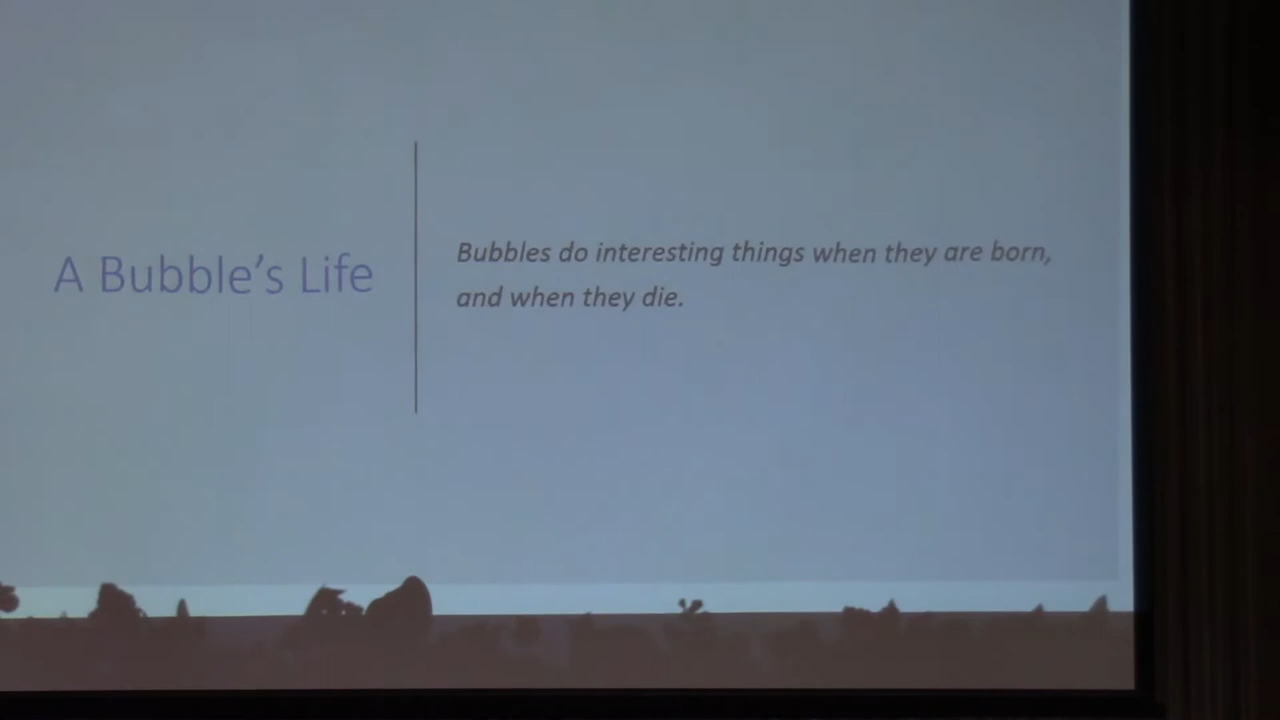 A Bubble's Life
Bubbles do interesting things when they are born,
and when they die.